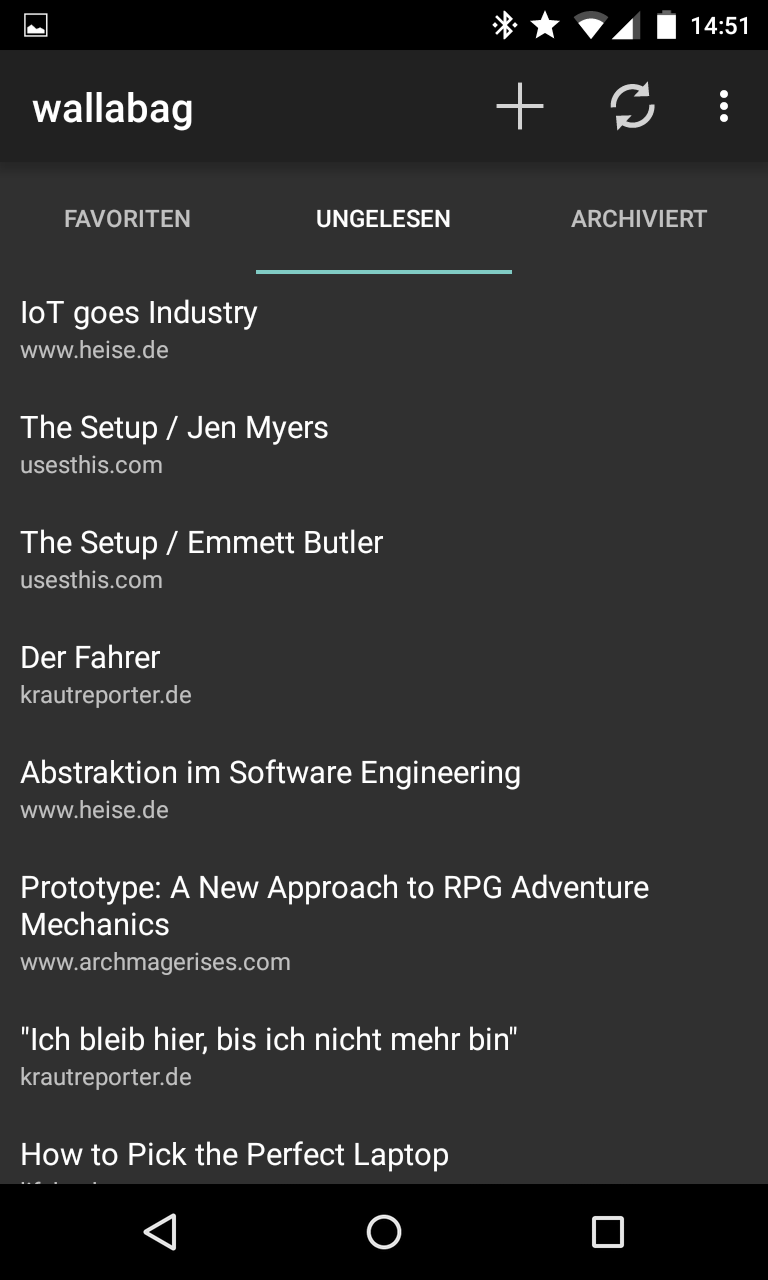 14:51
wallabag
FAVORITEN
UNGELESEN
ARCHIVIERT
IoT goes Industry
www.heise.de
The Setup / Jen Myers
usesthis.com
The Setup / Emmett Butler
usesthis.com
Der Fahrer
krautreporter.de
Abstraktion im Software Engineering
www.heise.de
Prototype: A New Approach to RPG Adventure
Mechanics
www.archmagerises.com
"Ich bleib hier, bis ich nicht mehr bin"
krautreporter.de
How to Pick the Perfect Laptop